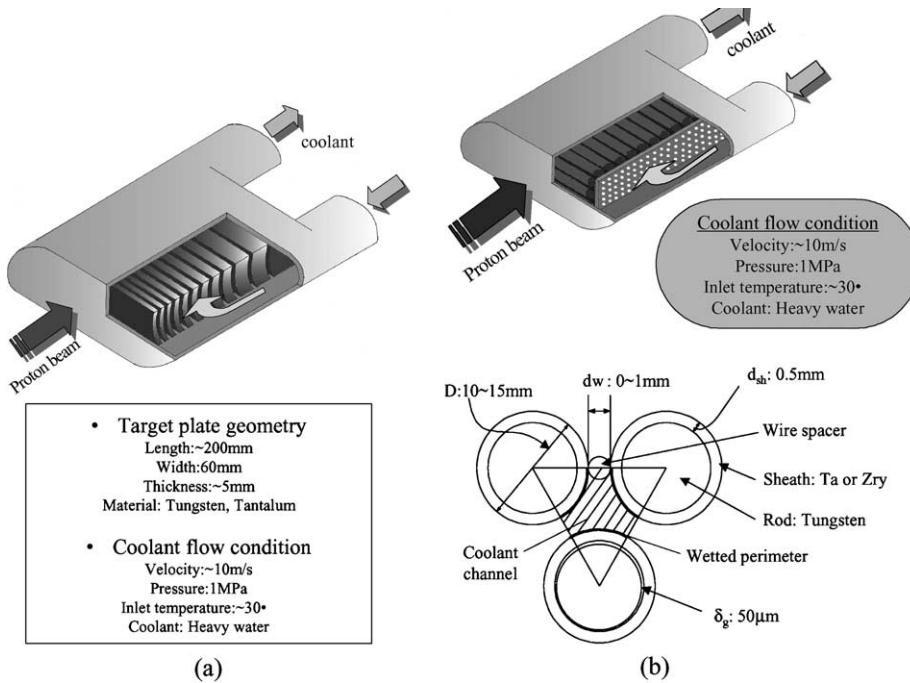 coolant
Proton beam
• Target plate geometry
Length:~200mm
Width:60mm
Thickness:~5mm
Material: Tungsten, Tantalum
• Coolant flow condition
Velocity:~10m/s
Pressure:1MPa
Inlet temperature:~30•
Coolant: Heavy water
(a)
coolant
Proton beam
Coolant flow condition
Velocity:~10m/s
Pressure:1MPa
Inlet temperature:~30•
Coolant: Heavy water
D:10~15mm
dw: 0~1mm
d_sh: 0.5mm
Wire spacer
Sheath: Ta or Zry
Rod: Tungsten
Coolant
channel
Wetted perimeter
δ_g: 50μm
(b)